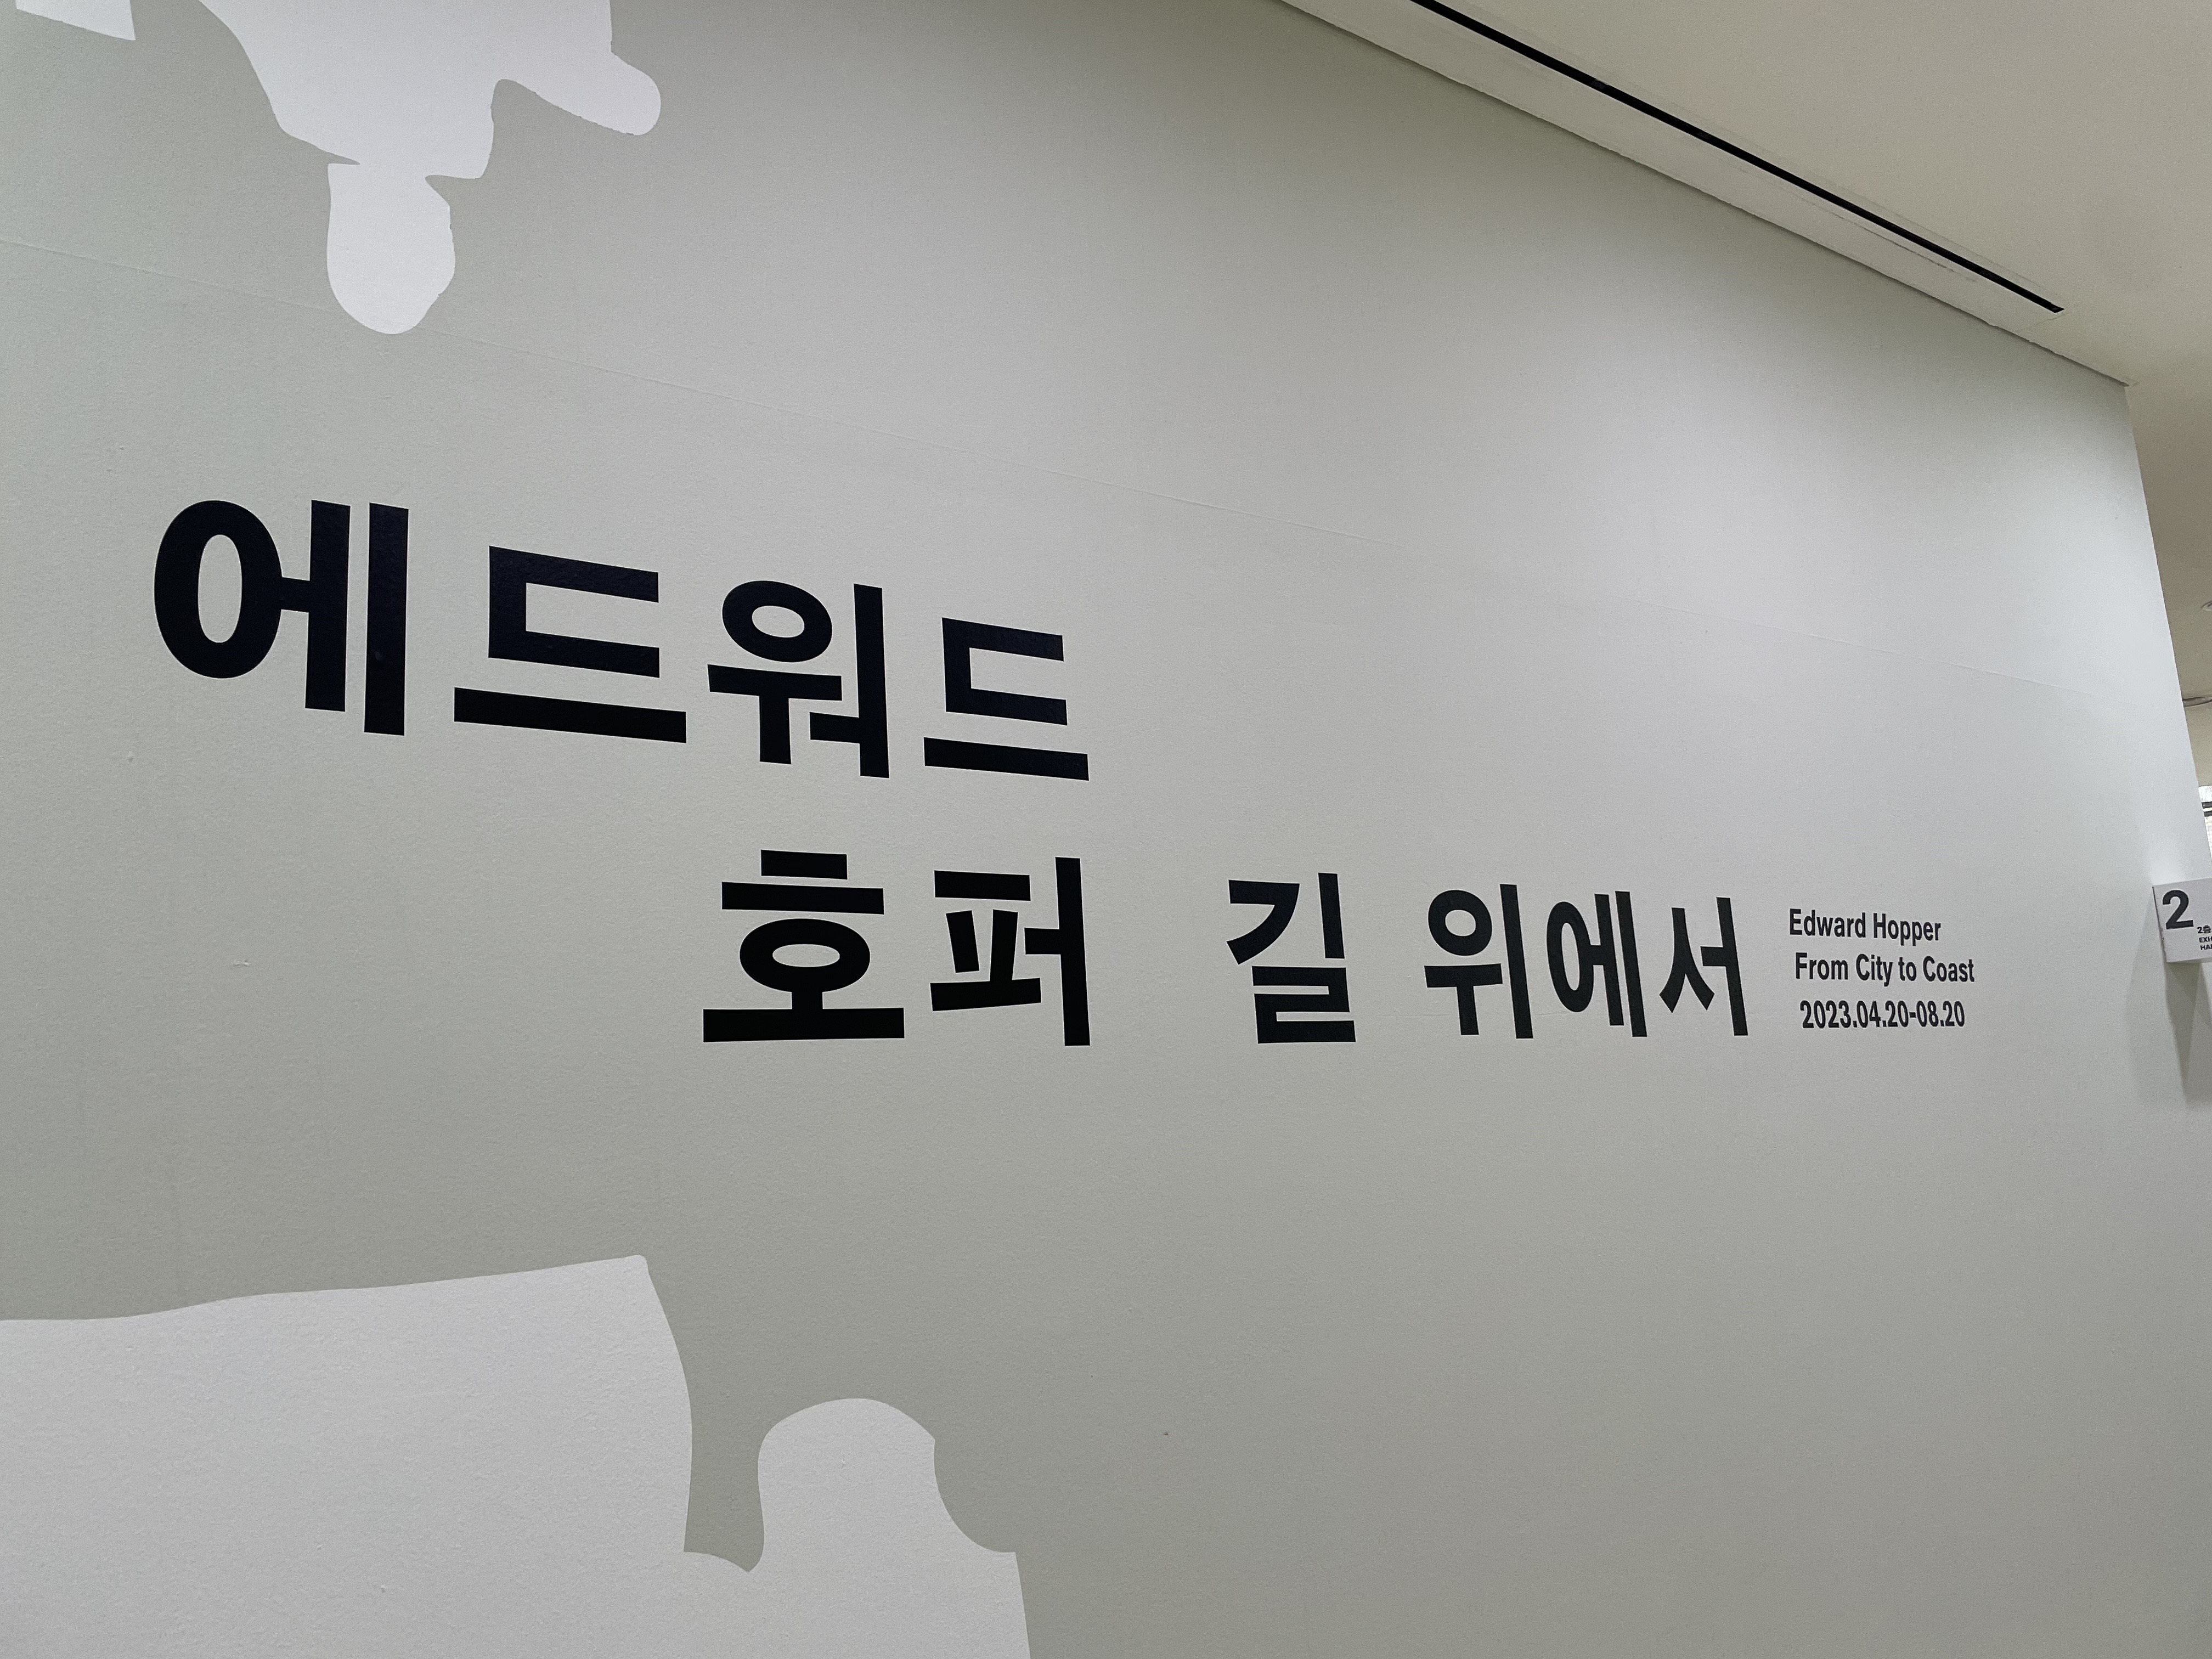 에드워드
호퍼 길 위에서
Edward Hopper
From City to Coast
2023.04.20-08.20
2